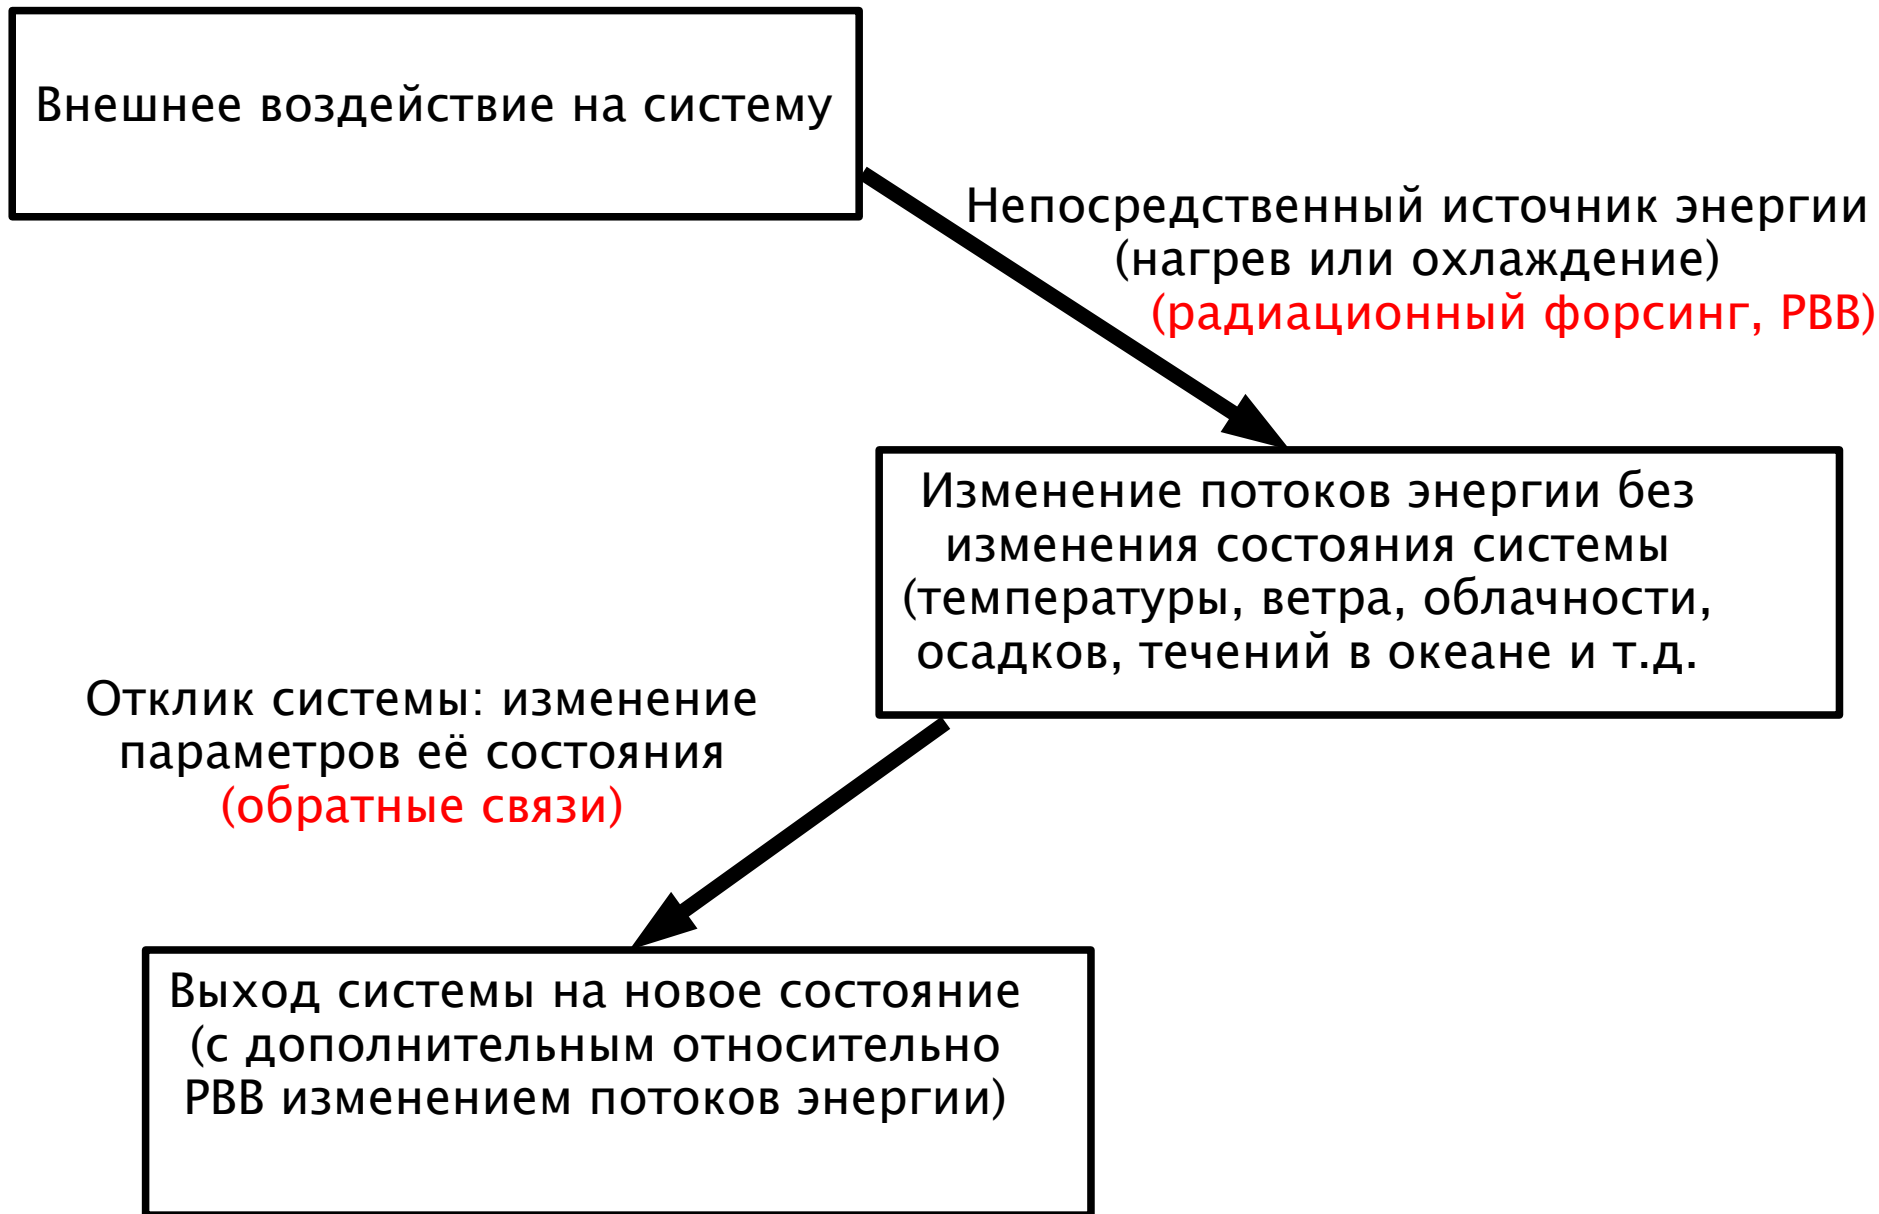 Внешнее воздействие на систему
Непосредственный источник энергии
(нагрев или охлаждение)
(радиационный форсинг, РВВ)
Изменение потоков энергии без
изменения состояния системы
(температуры, ветра, облачности,
осадков, течений в океане и т.д.
Отклик системы: изменение
параметров её состояния
(обратные связи)
Выход системы на новое состояние
(с дополнительным относительно
РВВ изменением потоков энергии)